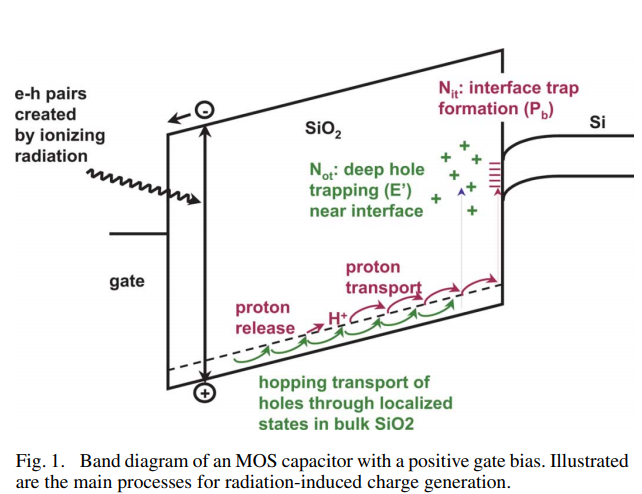 e-h pairs
created
by ionizing
radiation
-
SiO2
Nit: interface trap
formation (Pb)
Si
Not: deep hole
trapping (E')
near interface
+ + + + + + +
gate
proton
transport
proton
release
H+
+
hopping transport of
holes through localized
states in bulk SiO2
Fig. 1. Band diagram of an MOS capacitor with a positive gate bias. Illustrated
are the main processes for radiation-induced charge generation.